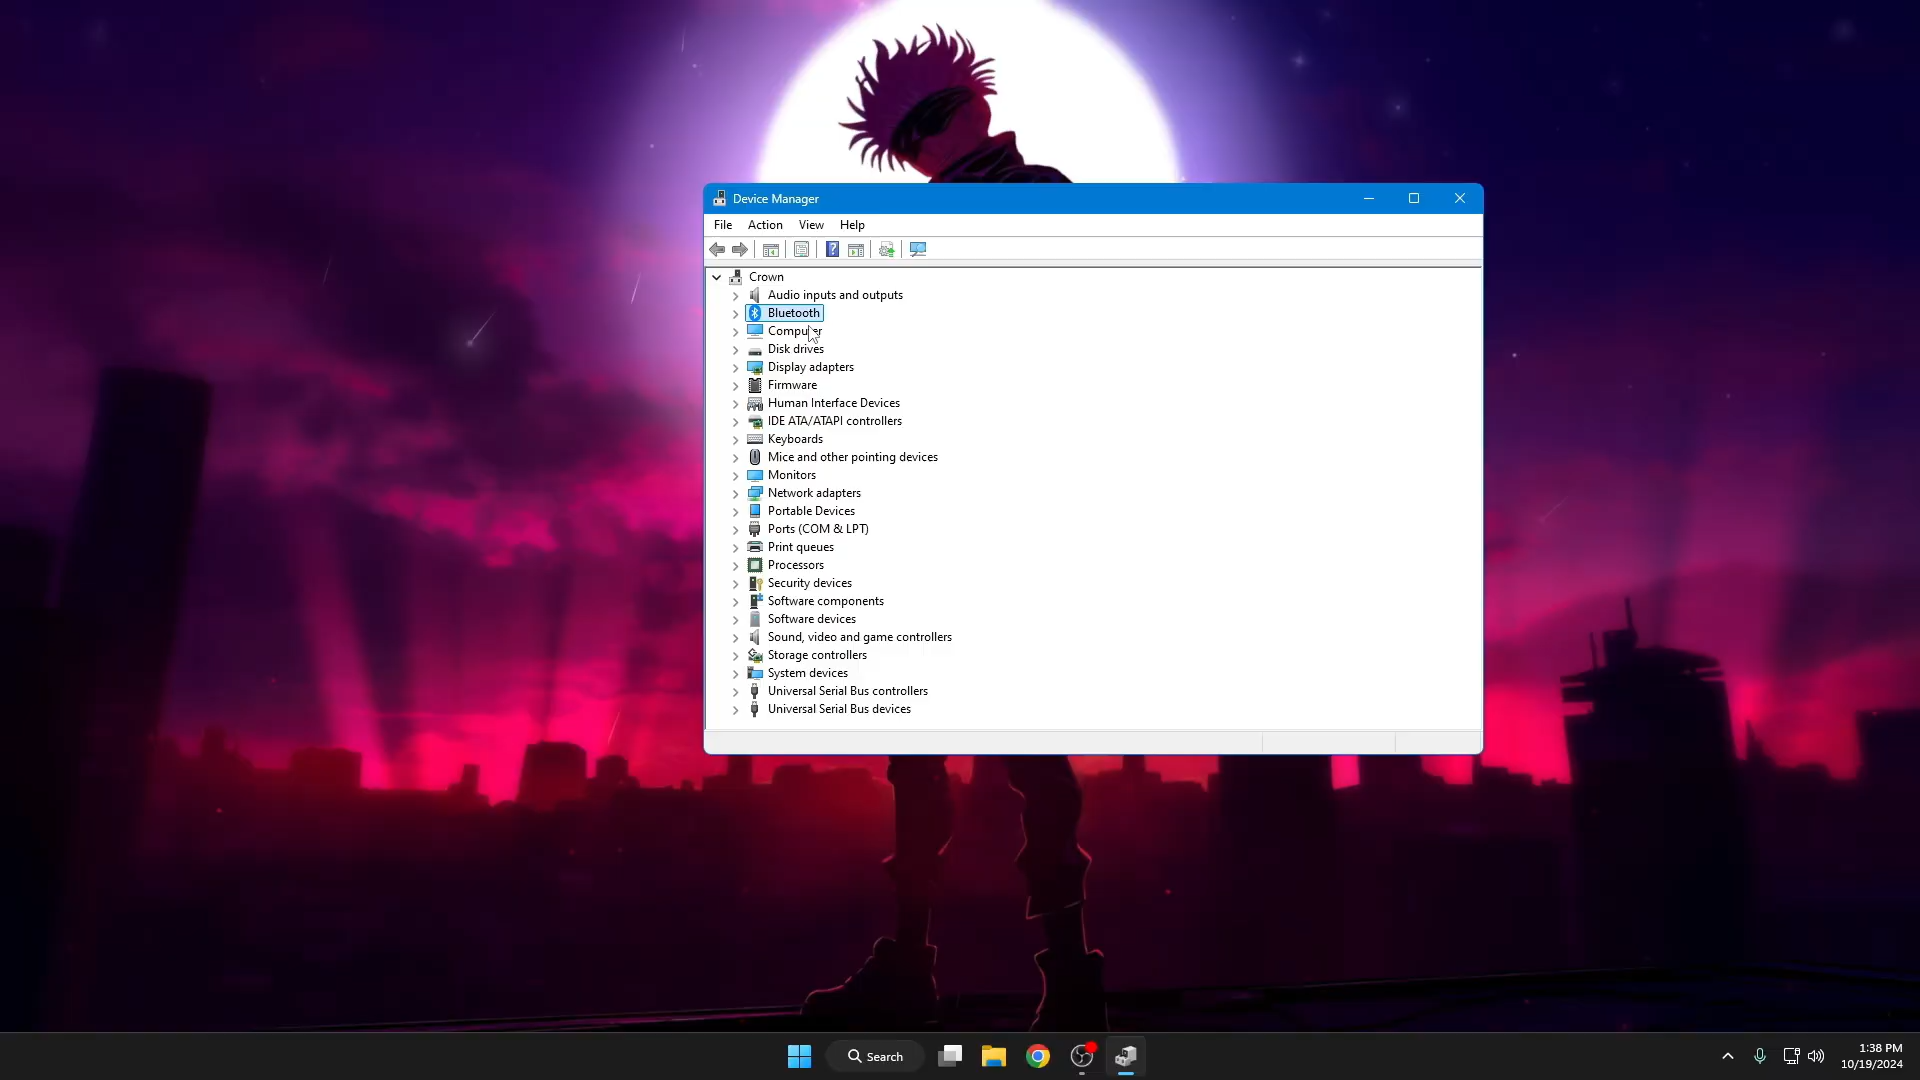 Device Manager
File Action View Help
Crown
Audio inputs and outputs
Bluetooth
Computer
Disk drives
Display adapters
Firmware
Human Interface Devices
IDE ATA/ATAPI controllers
Keyboards
Mice and other pointing devices
Monitors
Network adapters
Portable Devices
Ports (COM & LPT)
Print queues
Processors
Security devices
Software components
Software devices
Sound, video and game controllers
Storage controllers
System devices
Universal Serial Bus controllers
Universal Serial Bus devices
Search
1:38 PM
10/19/2024